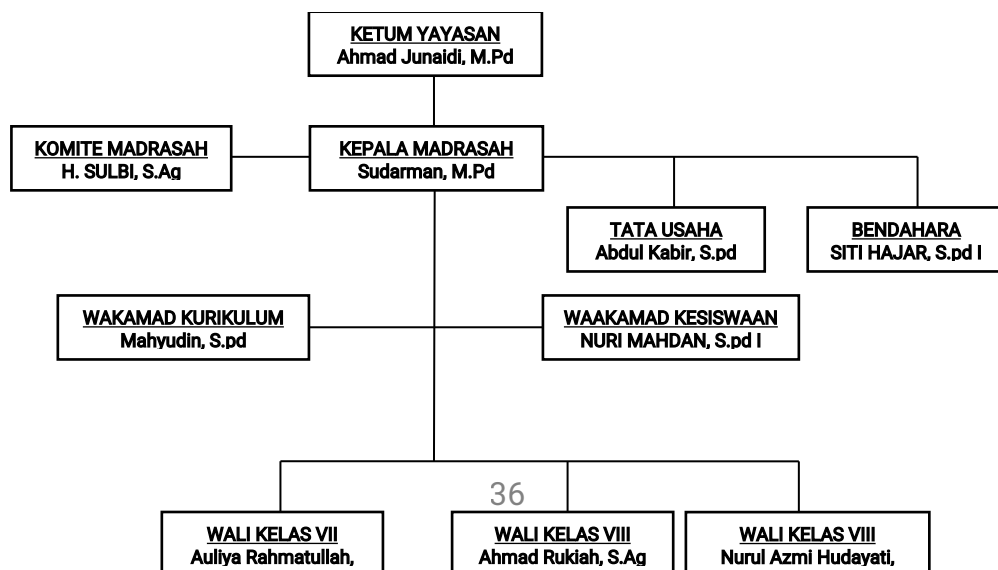 KETUM YAYASAN
Ahmad Junaidi, M.Pd
KOMITE MADRASAH
H. SULBI, S.Ag
KEPALA MADRASAH
Sudarman, M.Pd
TATA USAHA
Abdul Kabir, S.pd
BENDAHARA
SITI HAJAR, S.pd I
WAKAMAD KURIKULUM
Mahyudin, S.pd
WAAKAMAD KESISWAAN
NURI MAHDAN, S.pd I
36
WALI KELAS VII
Auliya Rahmatullah,
WALI KELAS VIII
Ahmad Rukiah, S.Ag
WALI KELAS VIII
Nurul Azmi Hudayati,